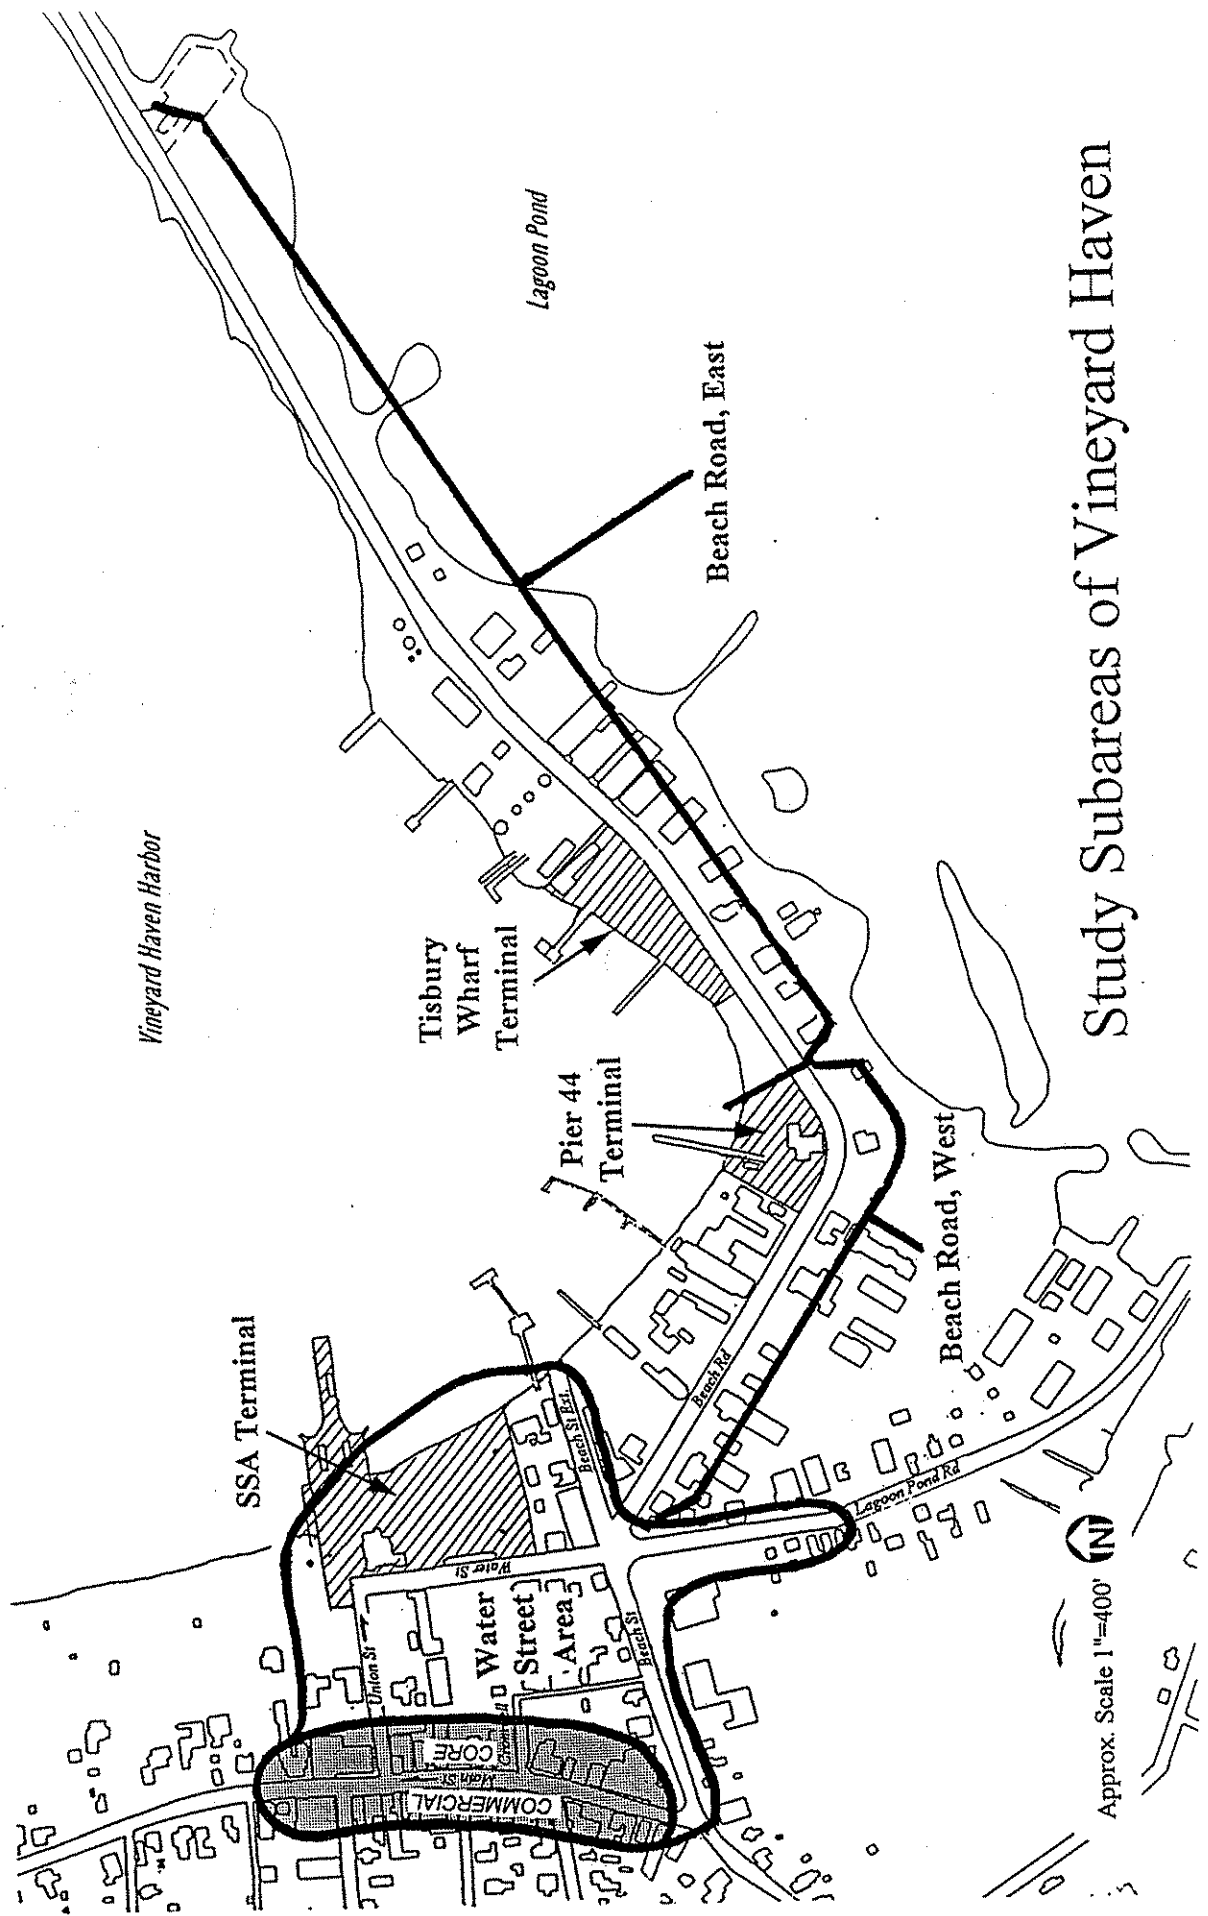 Vineyard Haven Harbor
Lagoon Pond
SSA Terminal
Tisbury
Wharf
Terminal
Pier 44
Terminal
Beach Road, East
Beach Road, West
Water
Street
Area
Union St
Water St
Beach St
Beach St Ext.
Beach Rd
Lagoon Pond Rd
Main St
COMMERCIAL
CORE
Approx. Scale 1"=400'
N
Study Subareas of Vineyard Haven